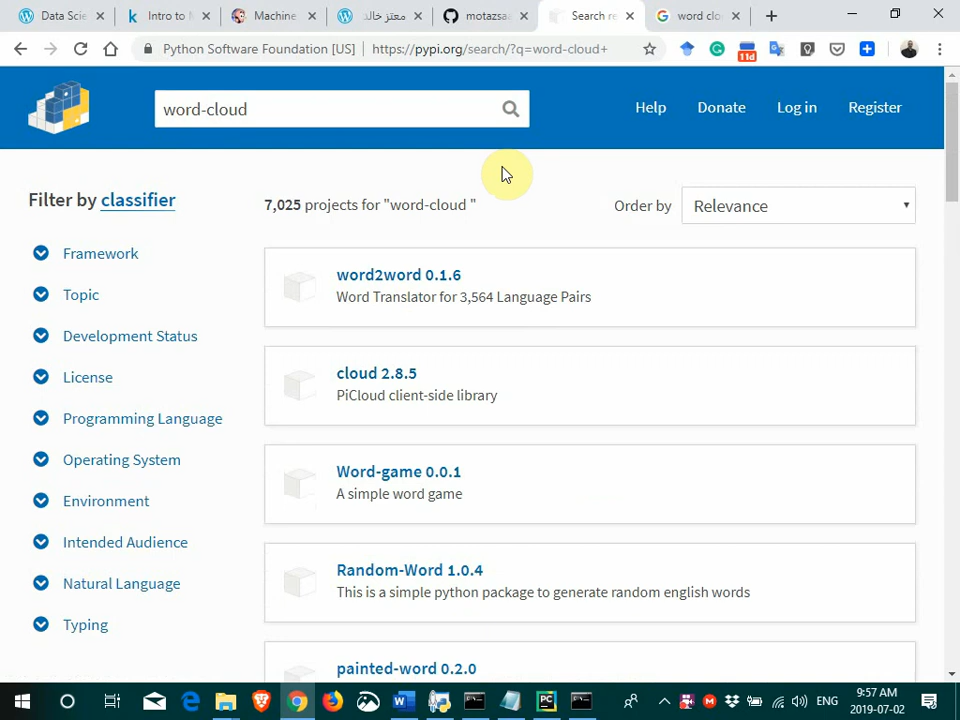 Data Scie
Intro to M
Machine
معتز خالد
motazsaa
Search re
word clo
Python Software Foundation [US]
https://pypi.org/search/?q=word-cloud+
11d
word-cloud
Help
Donate
Log in
Register
Filter by classifier
7,025 projects for "word-cloud "
Order by
Relevance
Framework
Topic
Development Status
License
Programming Language
Operating System
Environment
Intended Audience
Natural Language
Typing
word2word 0.1.6
Word Translator for 3,564 Language Pairs
cloud 2.8.5
PiCloud client-side library
Word-game 0.0.1
A simple word game
Random-Word 1.0.4
This is a simple python package to generate random english words
painted-word 0.2.0
ENG
9:57 AM
2019-07-02